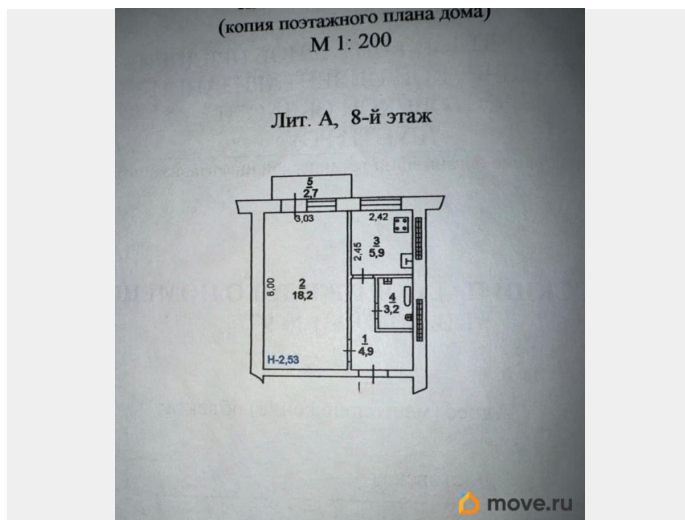 (копия поэтажного плана дома)
М 1: 200
Лит. А, 8-й этаж
5
2,7
3,03
2,42
2,45
3
5,9
6,00
2
18,2
4
3,2
1
4,9
Н-2,53
move.ru